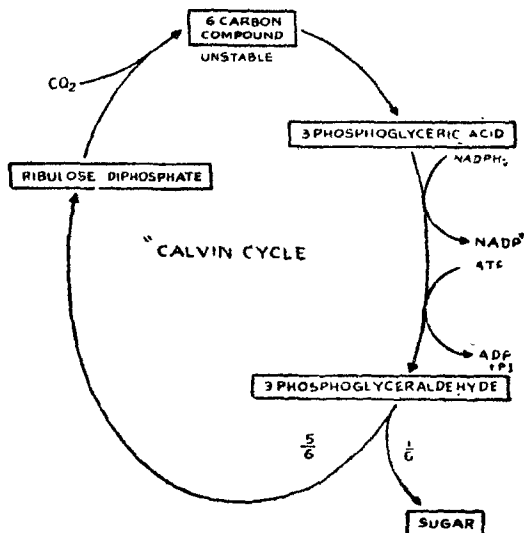 6 CARBON
COMPOUND
UNSTABLE
CO₂
3 PHOSPHOGLYCERIC ACID
NADPH₂
RIBULOSE DIPHOSPHATE
NADP⁺
"CALVIN CYCLE
ATP
ADP
+PI
3 PHOSPHOGLYCERALDEHYDE
5/6
1/6
SUGAR